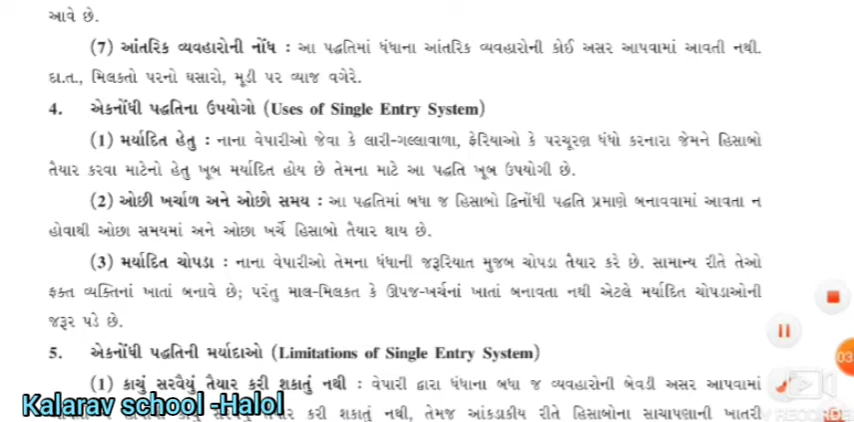 આવે છે.
(7) આંતરિક વ્યવહારોની નોંધ : આ પદ્ધતિમાં ધંધાના આંતરિક વ્યવહારોની કોઈ અસર આપવામાં આવતી નથી.
દા.ત., મિલકતો પરનો ઘસારો, મૂડી પર વ્યાજ વગેરે.
4. એકનોંધી પદ્ધતિના ઉપયોગો (Uses of Single Entry System)
(1) મર્યાદિત હેતુ : નાના વેપારીઓ જેવા કે લારી-ગલ્લાવાળા, ફેરિયાઓ કે પરચૂરણ ધંધો કરનારા જેમને હિસાબો
તૈયાર કરવા માટેનો હેતુ ખૂબ મર્યાદિત હોય છે તેમના માટે આ પદ્ધતિ ખૂબ ઉપયોગી છે.
(2) ઓછી ખર્ચાળ અને ઓછો સમય : આ પદ્ધતિમાં બધા જ હિસાબો દ્વિનોંધી પદ્ધતિ પ્રમાણે બનાવવામાં આવતા ન
હોવાથી ઓછા સમયમાં અને ઓછા ખર્ચે હિસાબો તૈયાર થાય છે.
(3) મર્યાદિત ચોપડા : નાના વેપારીઓ તેમના ધંધાની જરૂરિયાત મુજબ ચોપડા તૈયાર કરે છે. સામાન્ય રીતે તેઓ
ફક્ત વ્યક્તિનાં ખાતાં બનાવે છે; પરંતુ માલ-મિલકત કે ઊપજ-ખર્ચનાં ખાતાં બનાવતા નથી એટલે મર્યાદિત ચોપડાઓની
જરૂર પડે છે.
5. એકનોંધી પદ્ધતિની મર્યાદાઓ (Limitations of Single Entry System)
(1) કાચું સરવૈયું તૈયાર કરી શકાતું નથી : વેપારી દ્વારા ધંધાના બધા જ વ્યવહારોની બેવડી અસર આપવામાં
કરી શકાતું નથી, તેમજ આંકડાકીય રીતે હિસાબોના સાચાપણાની ખાતરી
Kalarav school -Halol
03